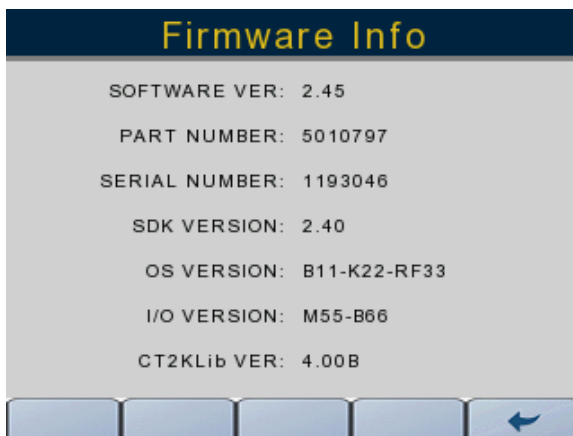 Firmware Info
SOFTWARE VER: 2.45
PART NUMBER: 5010797
SERIAL NUMBER: 1193046
SDK VERSION: 2.40
OS VERSION: B11-K22-RF33
I/O VERSION: M55-B66
CT2KLib VER: 4.00B